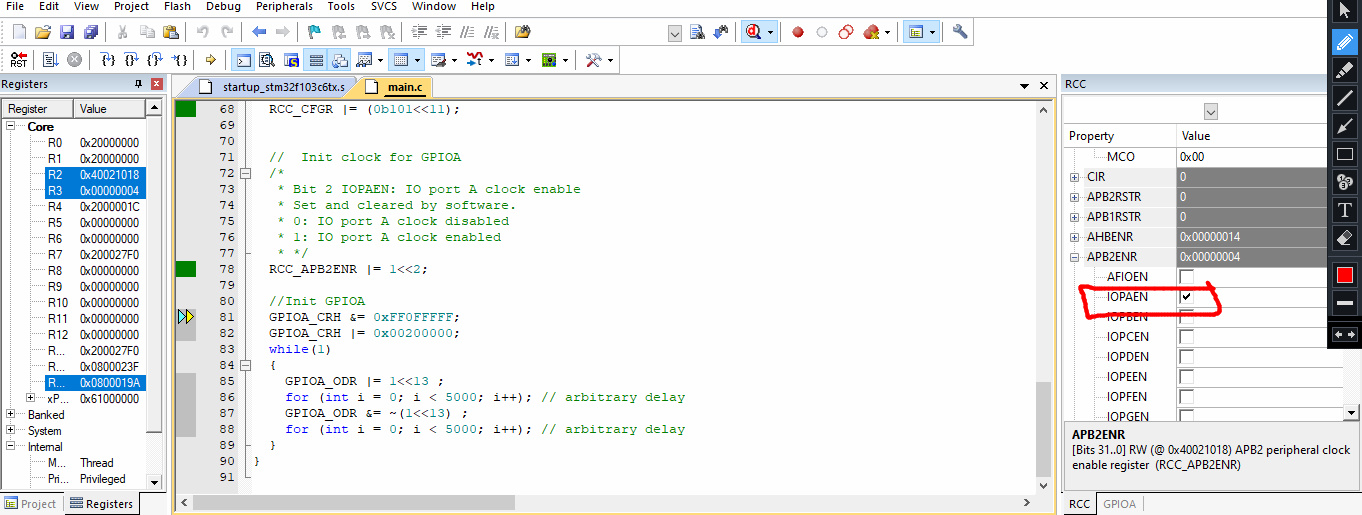 File Edit View Project Flash Debug Peripherals Tools SVCS Window Help
Registers
Register Value
Core
R0 0x20000000
R1 0x20000000
R2 0x40021018
R3 0x00000004
R4 0x2000001C
R5 0x00000000
R6 0x00000000
R7 0x200027F0
R8 0x00000000
R9 0x00000000
R10 0x00000000
R11 0x00000000
R12 0x00000000
R... 0x200027F0
R... 0x0800023F
R... 0x0800019A
xP... 0x61000000
Banked
System
Internal
M... Thread
Pri... Privileged
Project Registers
startup_stm32f103c6tx.s main.c
68 RCC_CFGR |= (0b101<<11);
69
70
71 //  Init clock for GPIOA
72 /*
73 * Bit 2 IOPAEN: IO port A clock enable
74 * Set and cleared by software.
75 * 0: IO port A clock disabled
76 * 1: IO port A clock enabled
77 * */
78 RCC_APB2ENR |= 1<<2;
79
80 //Init GPIOA
81 GPIOA_CRH &= 0xFF0FFFFF;
82 GPIOA_CRH |= 0x00200000;
83 while(1)
84 {
85 GPIOA_ODR |= 1<<13 ;
86 for (int i = 0; i < 5000; i++); // arbitrary delay
87 GPIOA_ODR &= ~(1<<13) ;
88 for (int i = 0; i < 5000; i++); // arbitrary delay
89 }
90 }
91
RCC
Property Value
MCO 0x00
CIR 0
APB2RSTR 0
APB1RSTR 0
AHBENR 0x00000014
APB2ENR 0x00000004
AFIOEN
IOPAEN
IOPBEN
IOPCEN
IOPDEN
IOPEEN
IOPFEN
IOPGEN
APB2ENR
[Bits 31..0] RW (@ 0x40021018) APB2 peripheral clock
enable register (RCC_APB2ENR)
RCC GPIOA